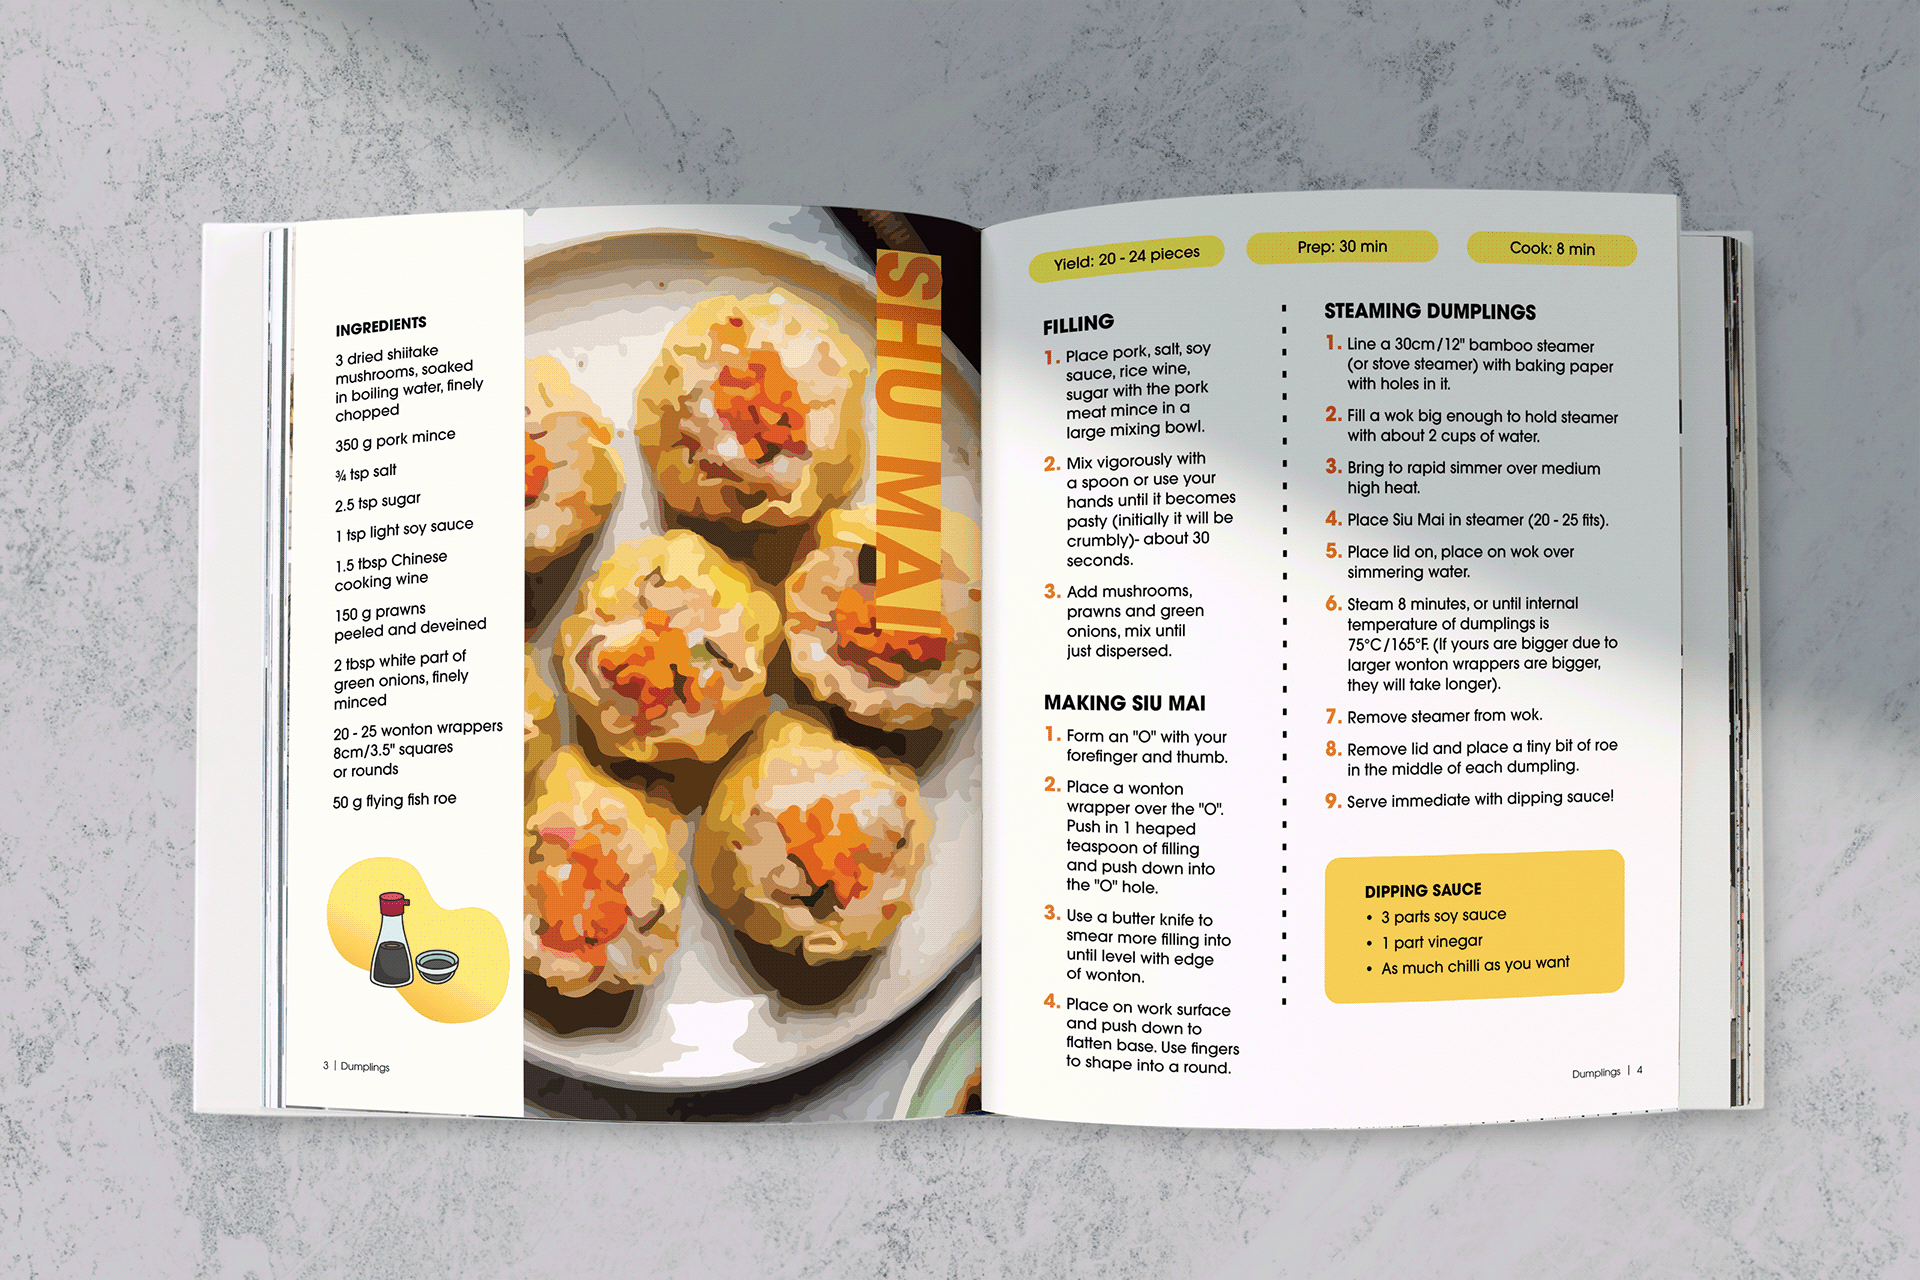 INGREDIENTS
3 dried shiitake
mushrooms, soaked
in boiling water, finely
chopped
350 g pork mince
¾ tsp salt
2.5 tsp sugar
1 tsp light soy sauce
1.5 tbsp Chinese
cooking wine
150 g prawns
peeled and deveined
2 tbsp white part of
green onions, finely
minced
20 - 25 wonton wrappers
8cm/3.5" squares
or rounds
50 g flying fish roe
3 | Dumplings
SHU MAI
Yield: 20 - 24 pieces
Prep: 30 min
Cook: 8 min
FILLING
1. Place pork, salt, soy
sauce, rice wine,
sugar with the pork
meat mince in a
large mixing bowl.
2. Mix vigorously with
a spoon or use your
hands until it becomes
pasty (initially it will be
crumbly)- about 30
seconds.
3. Add mushrooms,
prawns and green
onions, mix until
just dispersed.
MAKING SIU MAI
1. Form an "O" with your
forefinger and thumb.
2. Place a wonton
wrapper over the "O".
Push in 1 heaped
teaspoon of filling
and push down into
the "O" hole.
3. Use a butter knife to
smear more filling into
until level with edge
of wonton.
4. Place on work surface
and push down to
flatten base. Use fingers
to shape into a round.
STEAMING DUMPLINGS
1. Line a 30cm/12" bamboo steamer
(or stove steamer) with baking paper
with holes in it.
2. Fill a wok big enough to hold steamer
with about 2 cups of water.
3. Bring to rapid simmer over medium
high heat.
4. Place Siu Mai in steamer (20 - 25 fits).
5. Place lid on, place on wok over
simmering water.
6. Steam 8 minutes, or until internal
temperature of dumplings is
75°C/165°F. (If yours are bigger due to
larger wonton wrappers are bigger,
they will take longer).
7. Remove steamer from wok.
8. Remove lid and place a tiny bit of roe
in the middle of each dumpling.
9. Serve immediate with dipping sauce!
DIPPING SAUCE
• 3 parts soy sauce
• 1 part vinegar
• As much chilli as you want
Dumplings | 4